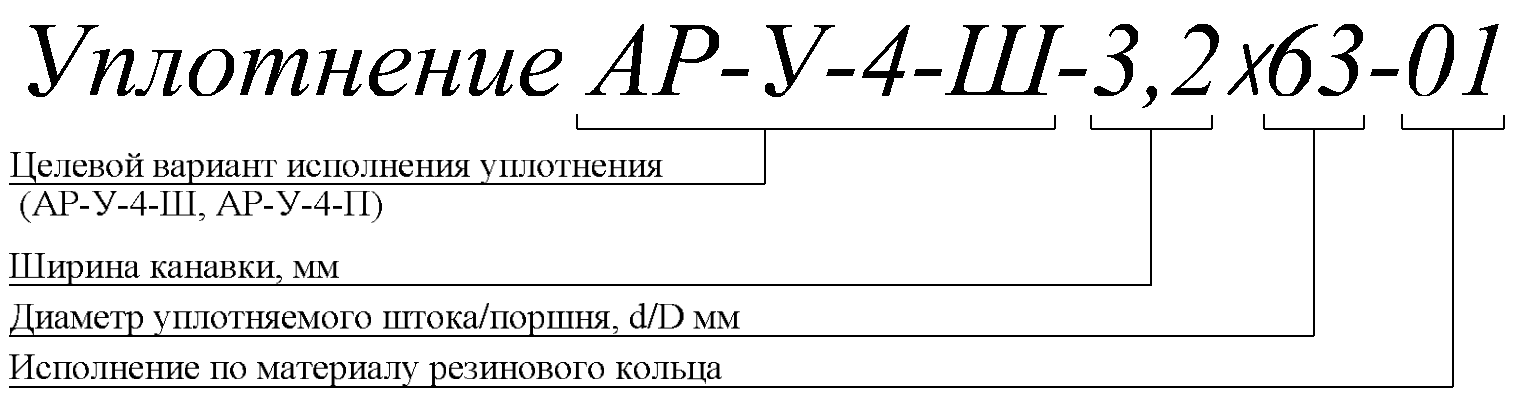 Уплотнение АР-У-4-Ш-3,2х63-01
Целевой вариант исполнения уплотнения
(АР-У-4-Ш, АР-У-4-П)
Ширина канавки, мм
Диаметр уплотняемого штока/поршня, d/D мм
Исполнение по материалу резинового кольца